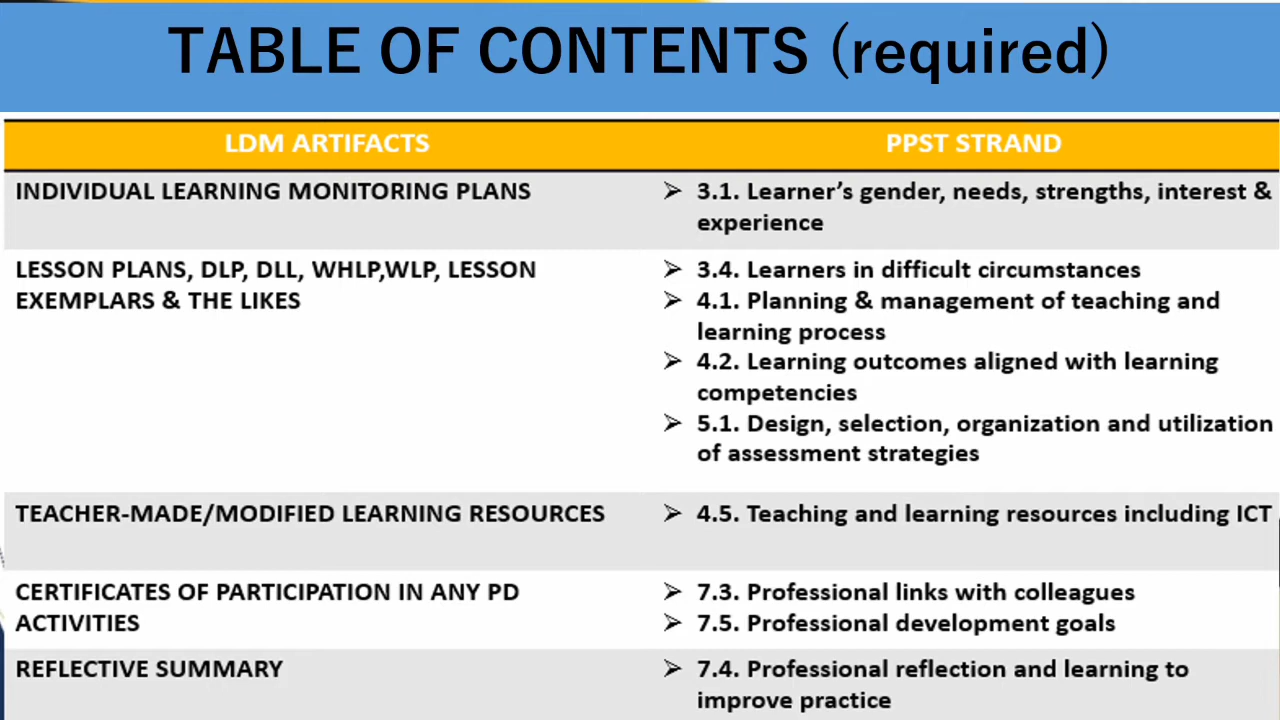 TABLE OF CONTENTS (required)
LDM ARTIFACTS
PPST STRAND
INDIVIDUAL LEARNING MONITORING PLANS
➢ 3.1. Learner’s gender, needs, strengths, interest &
experience
LESSON PLANS, DLP, DLL, WHLP,WLP, LESSON
EXEMPLARS & THE LIKES
➢ 3.4. Learners in difficult circumstances
➢ 4.1. Planning & management of teaching and
learning process
➢ 4.2. Learning outcomes aligned with learning
competencies
➢ 5.1. Design, selection, organization and utilization
of assessment strategies
TEACHER-MADE/MODIFIED LEARNING RESOURCES
➢ 4.5. Teaching and learning resources including ICT
CERTIFICATES OF PARTICIPATION IN ANY PD
ACTIVITIES
➢ 7.3. Professional links with colleagues
➢ 7.5. Professional development goals
REFLECTIVE SUMMARY
➢ 7.4. Professional reflection and learning to
improve practice